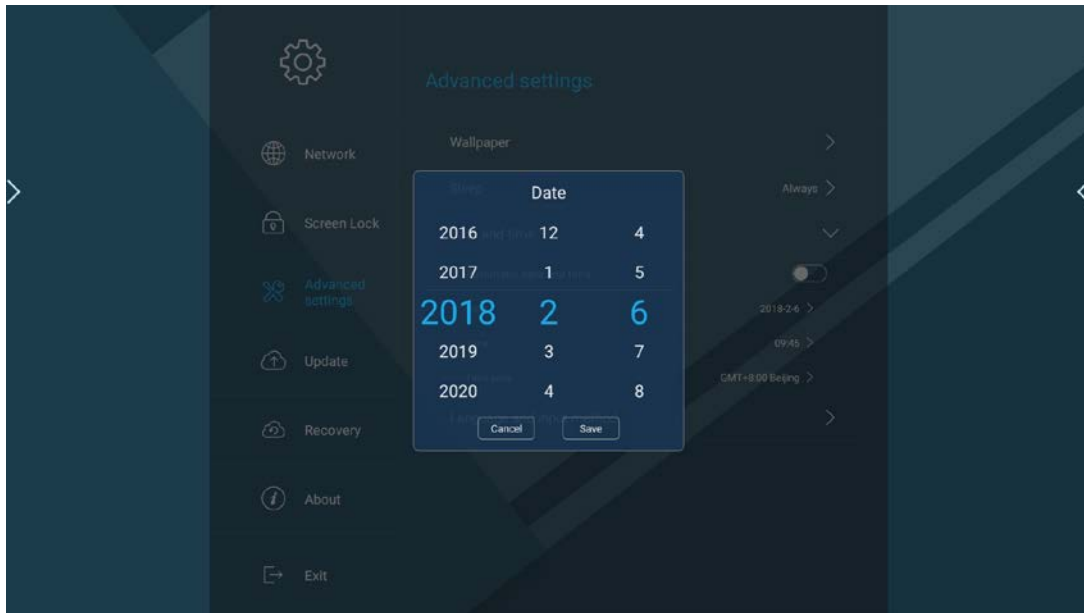 Advanced settings
Network
Screen Lock
Advanced
settings
Update
Recovery
About
Exit
Wallpaper
Always
2018-2-6
09:45
GMT+8:00 Beijing
Date
2016 12 4
2017 1 5
2018 2 6
2019 3 7
2020 4 8
Cancel Save